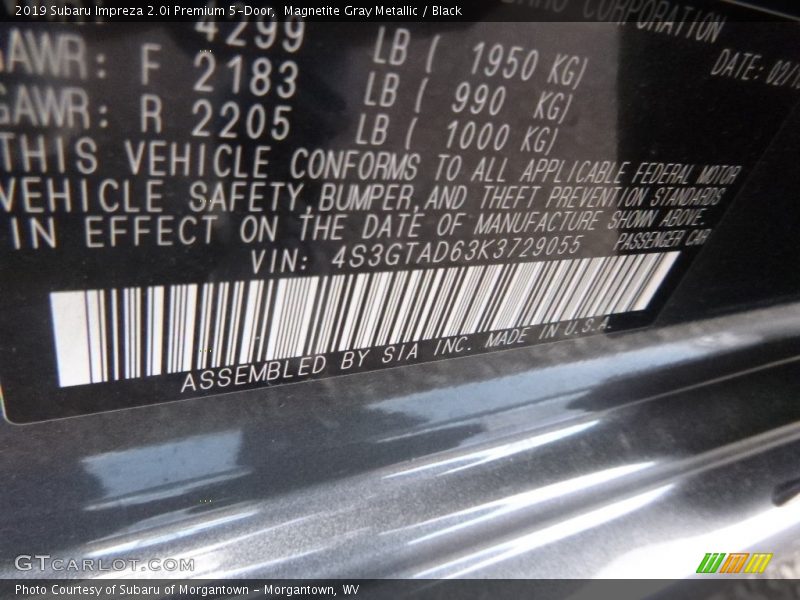 2019 Subaru Impreza 2.0i Premium 5-Door, Magnetite Gray Metallic / Black
CORPORATION
4299 LB ( 1950 KG)
DATE: 02/1
GAWR: F 2183 LB ( 990 KG)
GAWR: R 2205 LB ( 1000 KG)
THIS VEHICLE CONFORMS TO ALL APPLICABLE FEDERAL MOTOR
VEHICLE SAFETY, BUMPER, AND THEFT PREVENTION STANDARDS
IN EFFECT ON THE DATE OF MANUFACTURE SHOWN ABOVE.
VIN: 4S3GTAD63K3729055 PASSENGER CAR
ASSEMBLED BY SIA INC. MADE IN U.S.A.
GTCARLOT.COM
Photo Courtesy of Subaru of Morgantown - Morgantown, WV